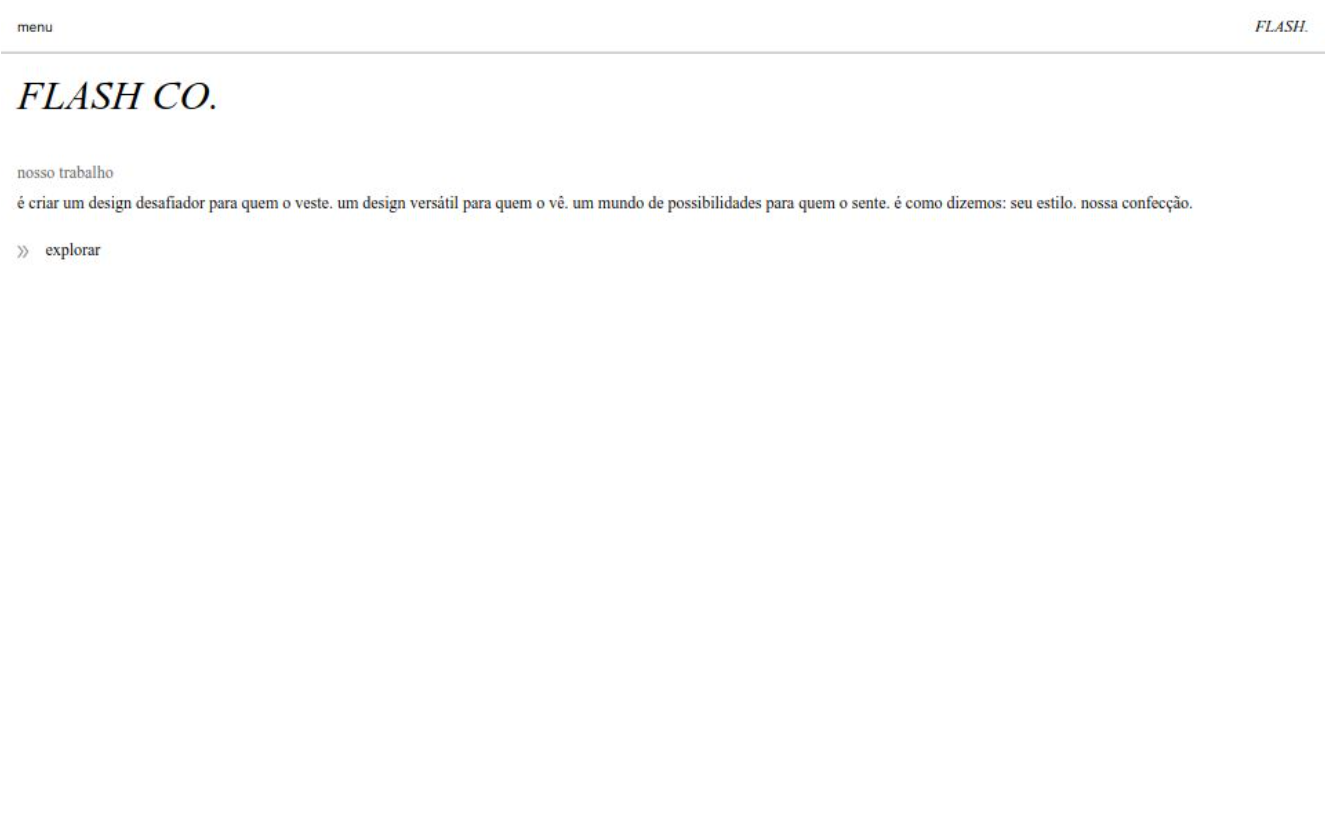 menu
FLASH.
FLASH CO.
nosso trabalho
é criar um design desafiador para quem o veste. um design versátil para quem o vê. um mundo de possibilidades para quem o sente. é como dizemos: seu estilo. nossa confecção.
» explorar